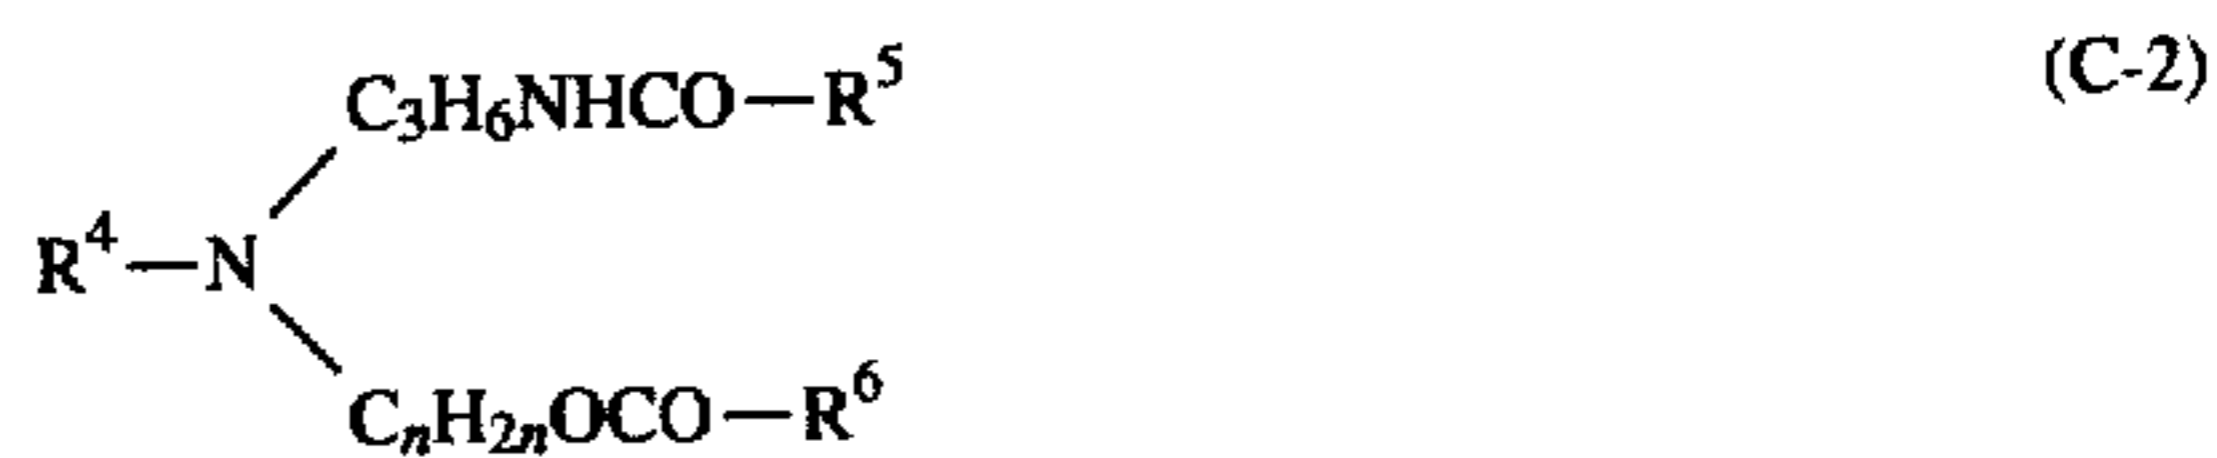 C₃H₆NHCO—R⁵ (C-2)
R⁴—N
CₙH₂ₙOCO—R⁶